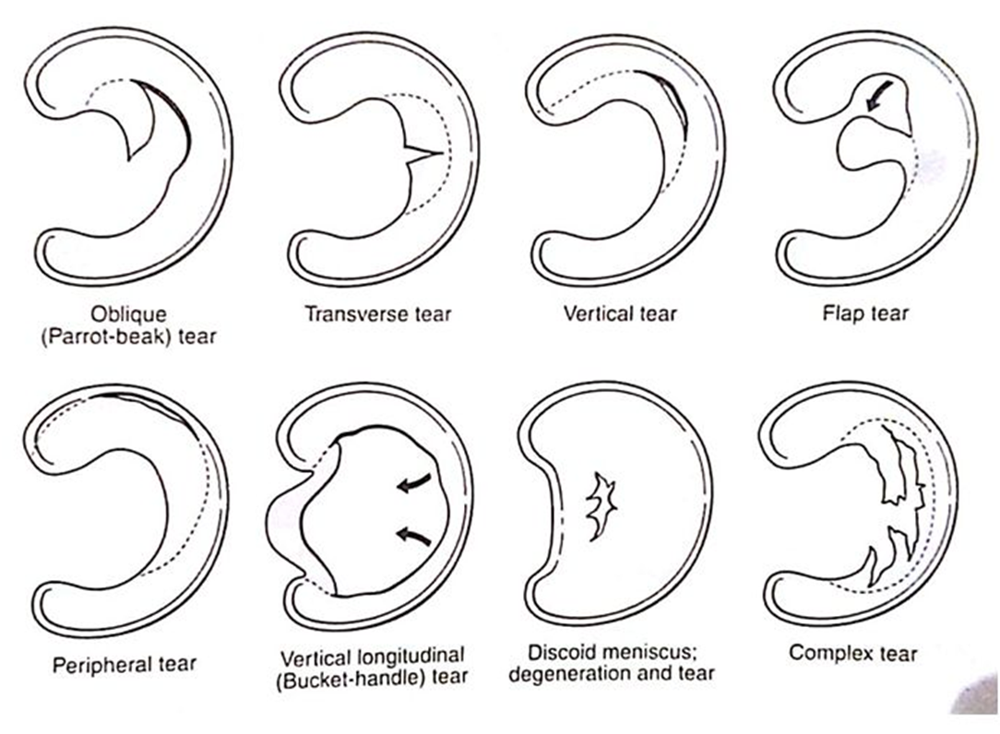 Oblique
(Parrot-beak) tear
Transverse tear
Vertical tear
Flap tear
Peripheral tear
Vertical longitudinal
(Bucket-handle) tear
Discoid meniscus;
degeneration and tear
Complex tear